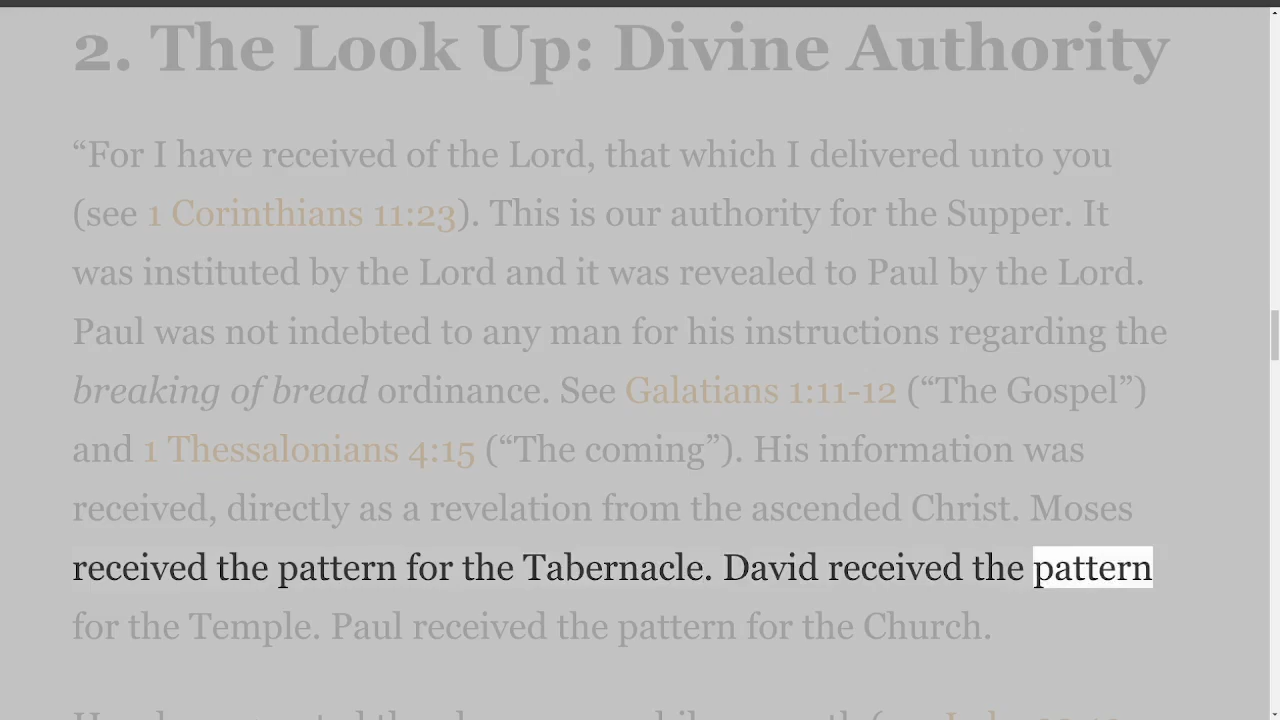 2. The Look Up: Divine Authority
“For I have received of the Lord, that which I delivered unto you
(see 1 Corinthians 11:23). This is our authority for the Supper. It
was instituted by the Lord and it was revealed to Paul by the Lord.
Paul was not indebted to any man for his instructions regarding the
breaking of bread ordinance. See Galatians 1:11-12 (“The Gospel”)
and 1 Thessalonians 4:15 (“The coming”). His information was
received, directly as a revelation from the ascended Christ. Moses
received the pattern for the Tabernacle. David received the pattern
for the Temple. Paul received the pattern for the Church.